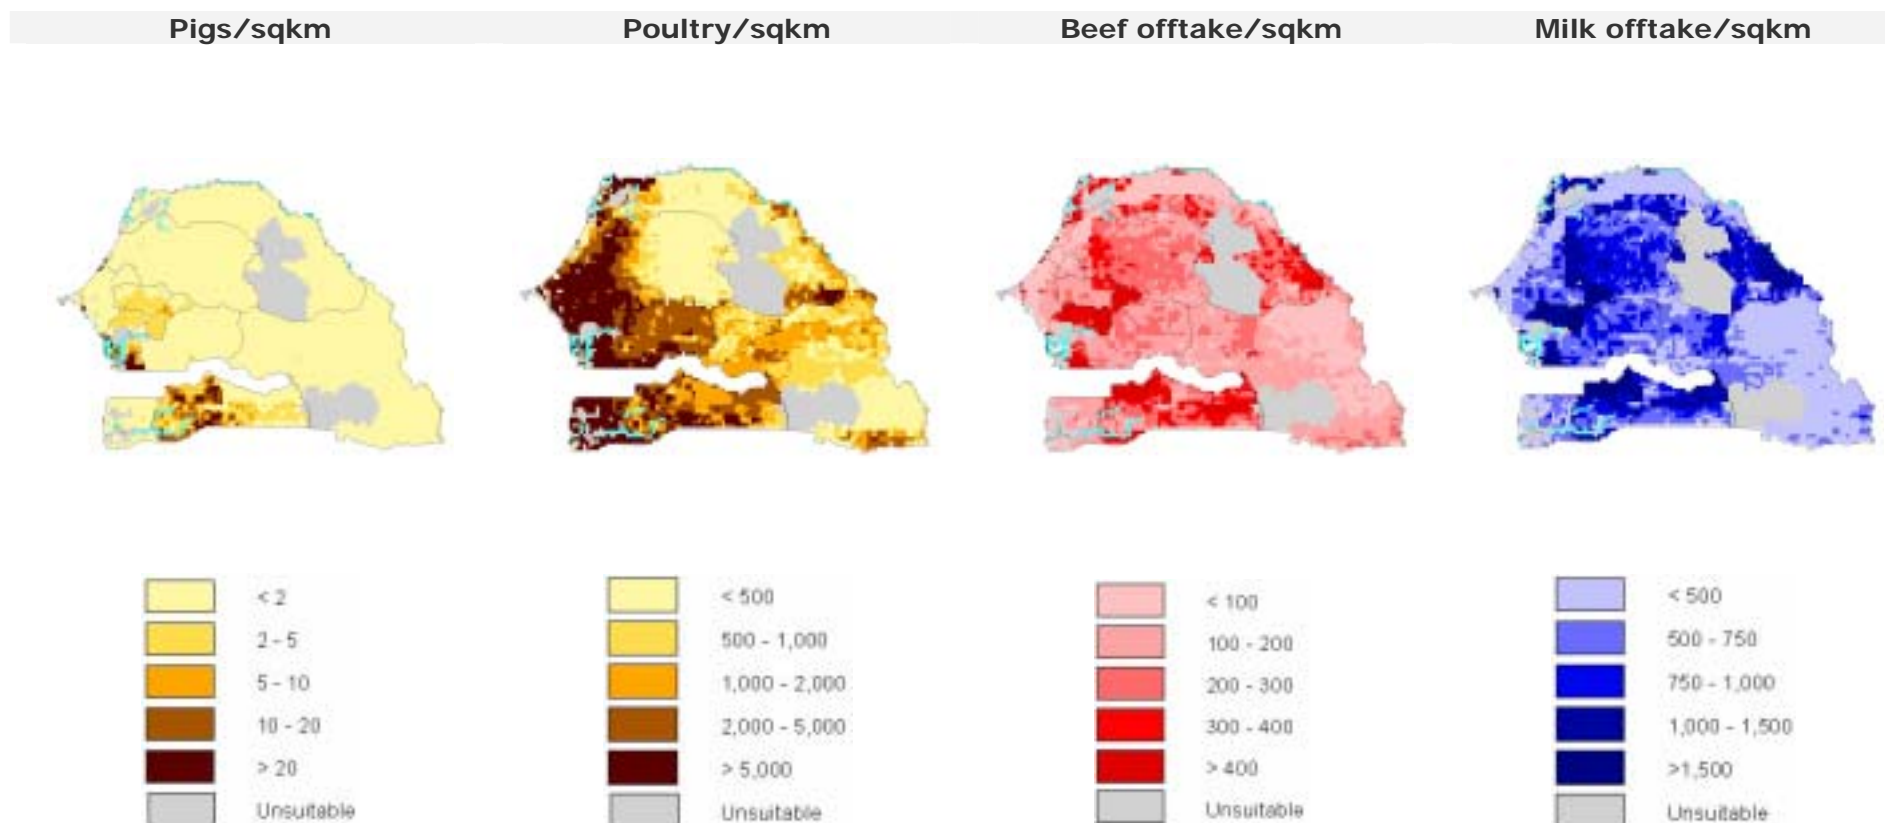 Pigs/sqkm Poultry/sqkm Beef offtake/sqkm Milk offtake/sqkm
< 2
2 - 5
5 - 10
10 - 20
> 20
Unsuitable
< 500
500 - 1,000
1,000 - 2,000
2,000 - 5,000
> 5,000
Unsuitable
< 100
100 - 200
200 - 300
300 - 400
> 400
Unsuitable
< 500
500 - 750
750 - 1,000
1,000 - 1,500
>1,500
Unsuitable